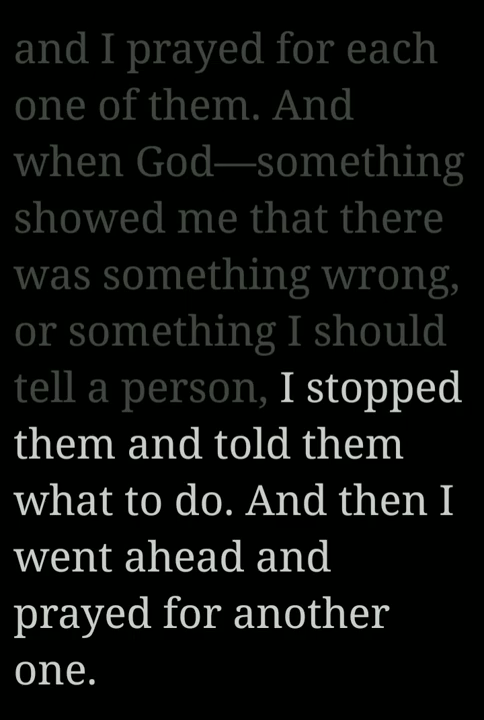 and I prayed for each
one of them. And
when God—something
showed me that there
was something wrong,
or something I should
tell a person, I stopped
them and told them
what to do. And then I
went ahead and
prayed for another
one.